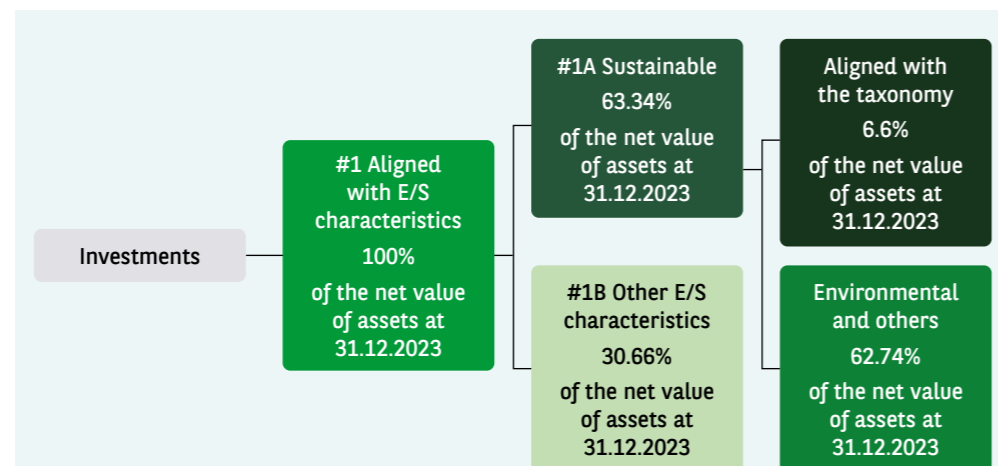 Investments
#1 Aligned
with E/S
characteristics
100%
of the net value
of assets at
31.12.2023
#1A Sustainable
63.34%
of the net value
of assets at
31.12.2023
#1B Other E/S
characteristics
30.66%
of the net value
of assets at
31.12.2023
Aligned with
the taxonomy
6.6%
of the net value
of assets at
31.12.2023
Environmental
and others
62.74%
of the net value
of assets at
31.12.2023